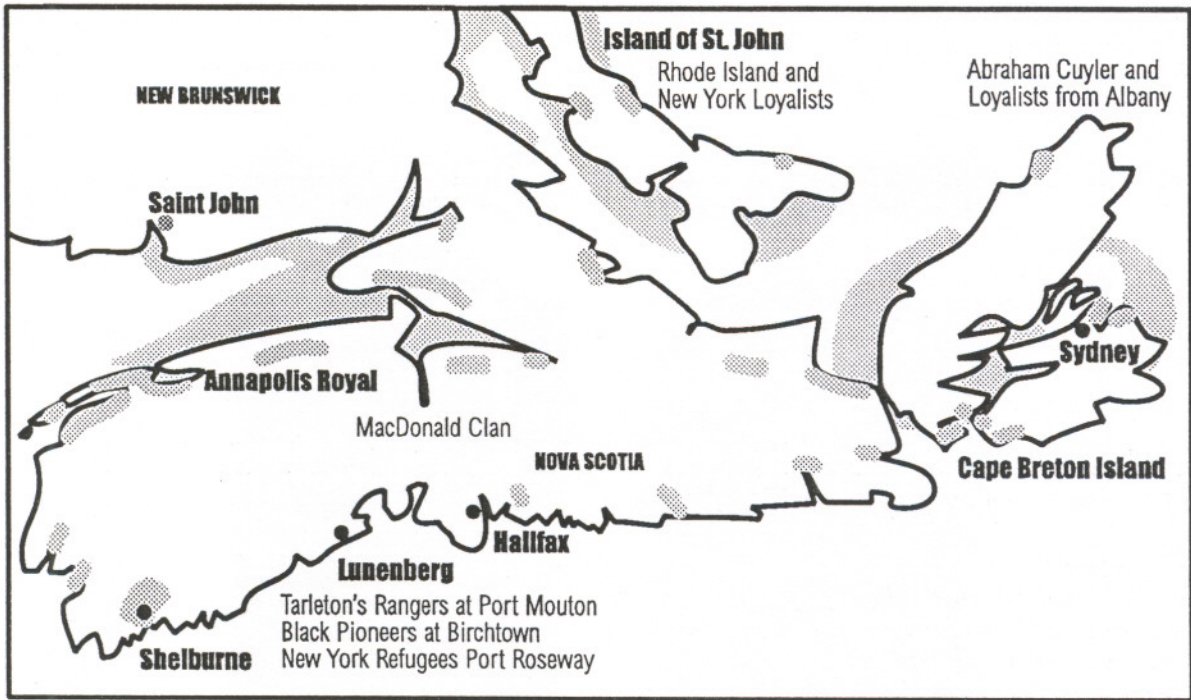 Island of St. John
Rhode Island and
New York Loyalists
Abraham Cuyler and
Loyalists from Albany
NEW BRUNSWICK
Saint John
Sydney
Annapolis Royal
MacDonald Clan
NOVA SCOTIA
Cape Breton Island
Halifax
Lunenberg
Tarleton's Rangers at Port Mouton
Black Pioneers at Birchtown
New York Refugees Port Roseway
Shelburne